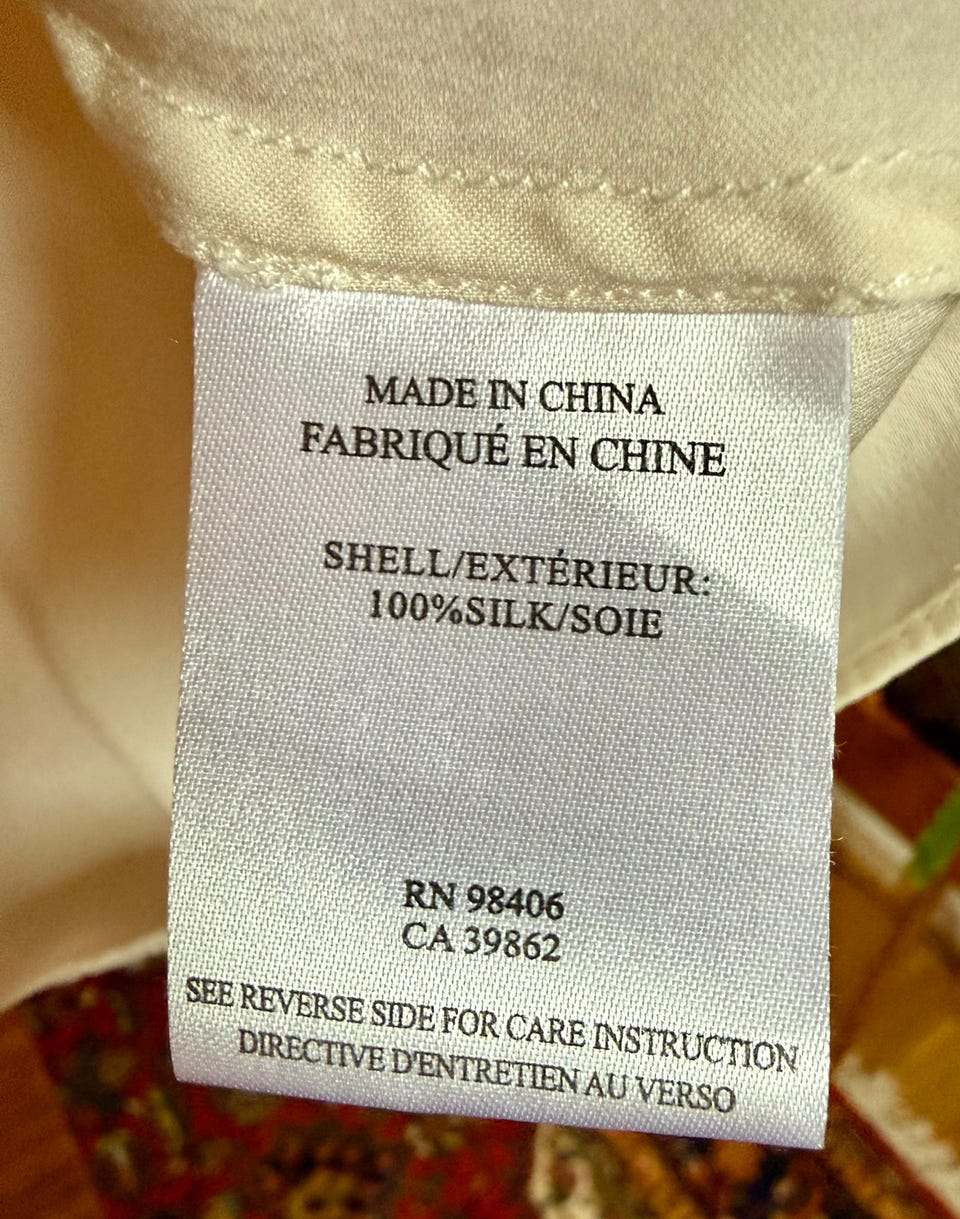 MADE IN CHINA
FABRIQUÉ EN CHINE
SHELL/EXTÉRIEUR:
100%SILK/SOIE
RN 98406
CA 39862
SEE REVERSE SIDE FOR CARE INSTRUCTION
DIRECTIVE D'ENTRETIEN AU VERSO